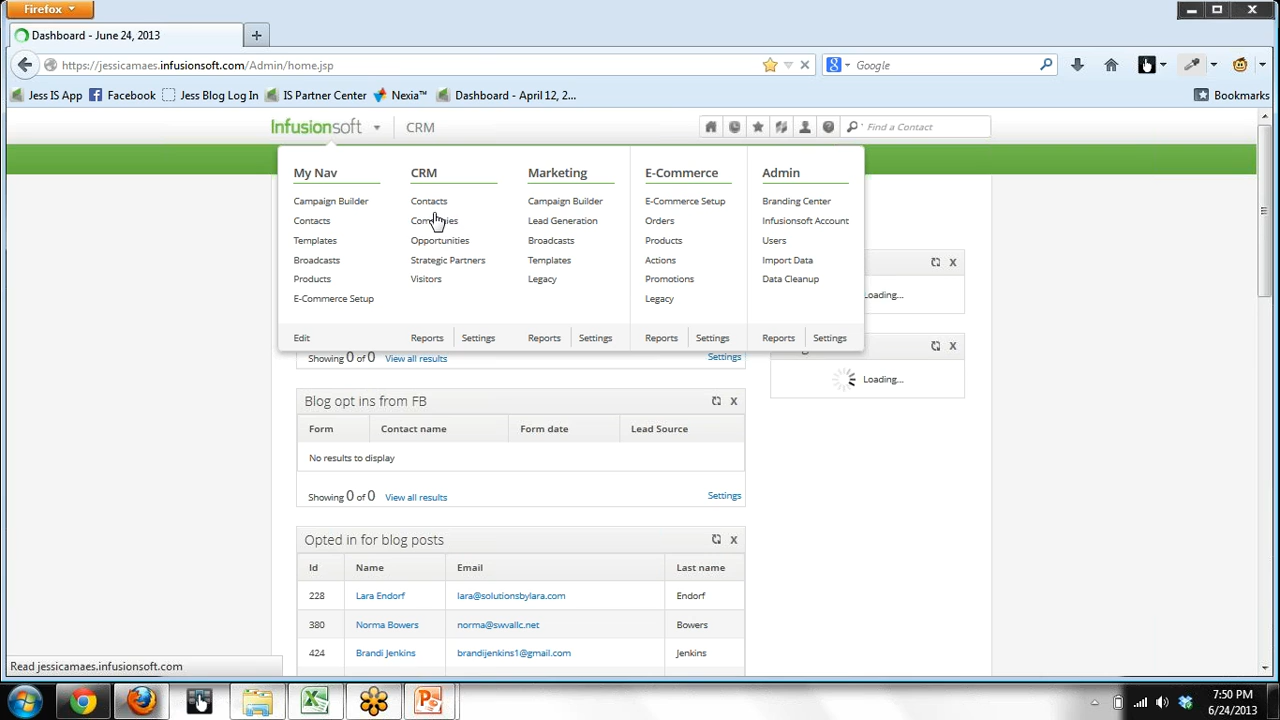 Firefox
Dashboard - June 24, 2013
https://jessicamaes.infusionsoft.com/Admin/home.jsp
Google
Jess IS App
Facebook
Jess Blog Log In
IS Partner Center
Nexia™
Dashboard - April 12, 2...
Bookmarks
Infusionsoft
CRM
Find a Contact
My Nav
CRM
Marketing
E-Commerce
Admin
Campaign Builder
Contacts
Campaign Builder
E-Commerce Setup
Branding Center
Contacts
Companies
Lead Generation
Orders
Infusionsoft Account
Templates
Opportunities
Broadcasts
Products
Users
Broadcasts
Strategic Partners
Templates
Actions
Import Data
Products
Visitors
Legacy
Promotions
Data Cleanup
E-Commerce Setup
Legacy
Loading...
Edit
Reports
Settings
Reports
Settings
Reports
Settings
Reports
Settings
Showing 0 of 0
View all results
Settings
Loading...
Blog opt ins from FB
Form
Contact name
Form date
Lead Source
No results to display
Showing 0 of 0
View all results
Settings
Opted in for blog posts
Id
Name
Email
Last name
228
Lara Endorf
lara@solutionsbylara.com
Endorf
380
Norma Bowers
norma@swvallc.net
Bowers
424
Brandi Jenkins
brandijenkins1@gmail.com
Jenkins
Read jessicamaes.infusionsoft.com
7:50 PM
6/24/2013